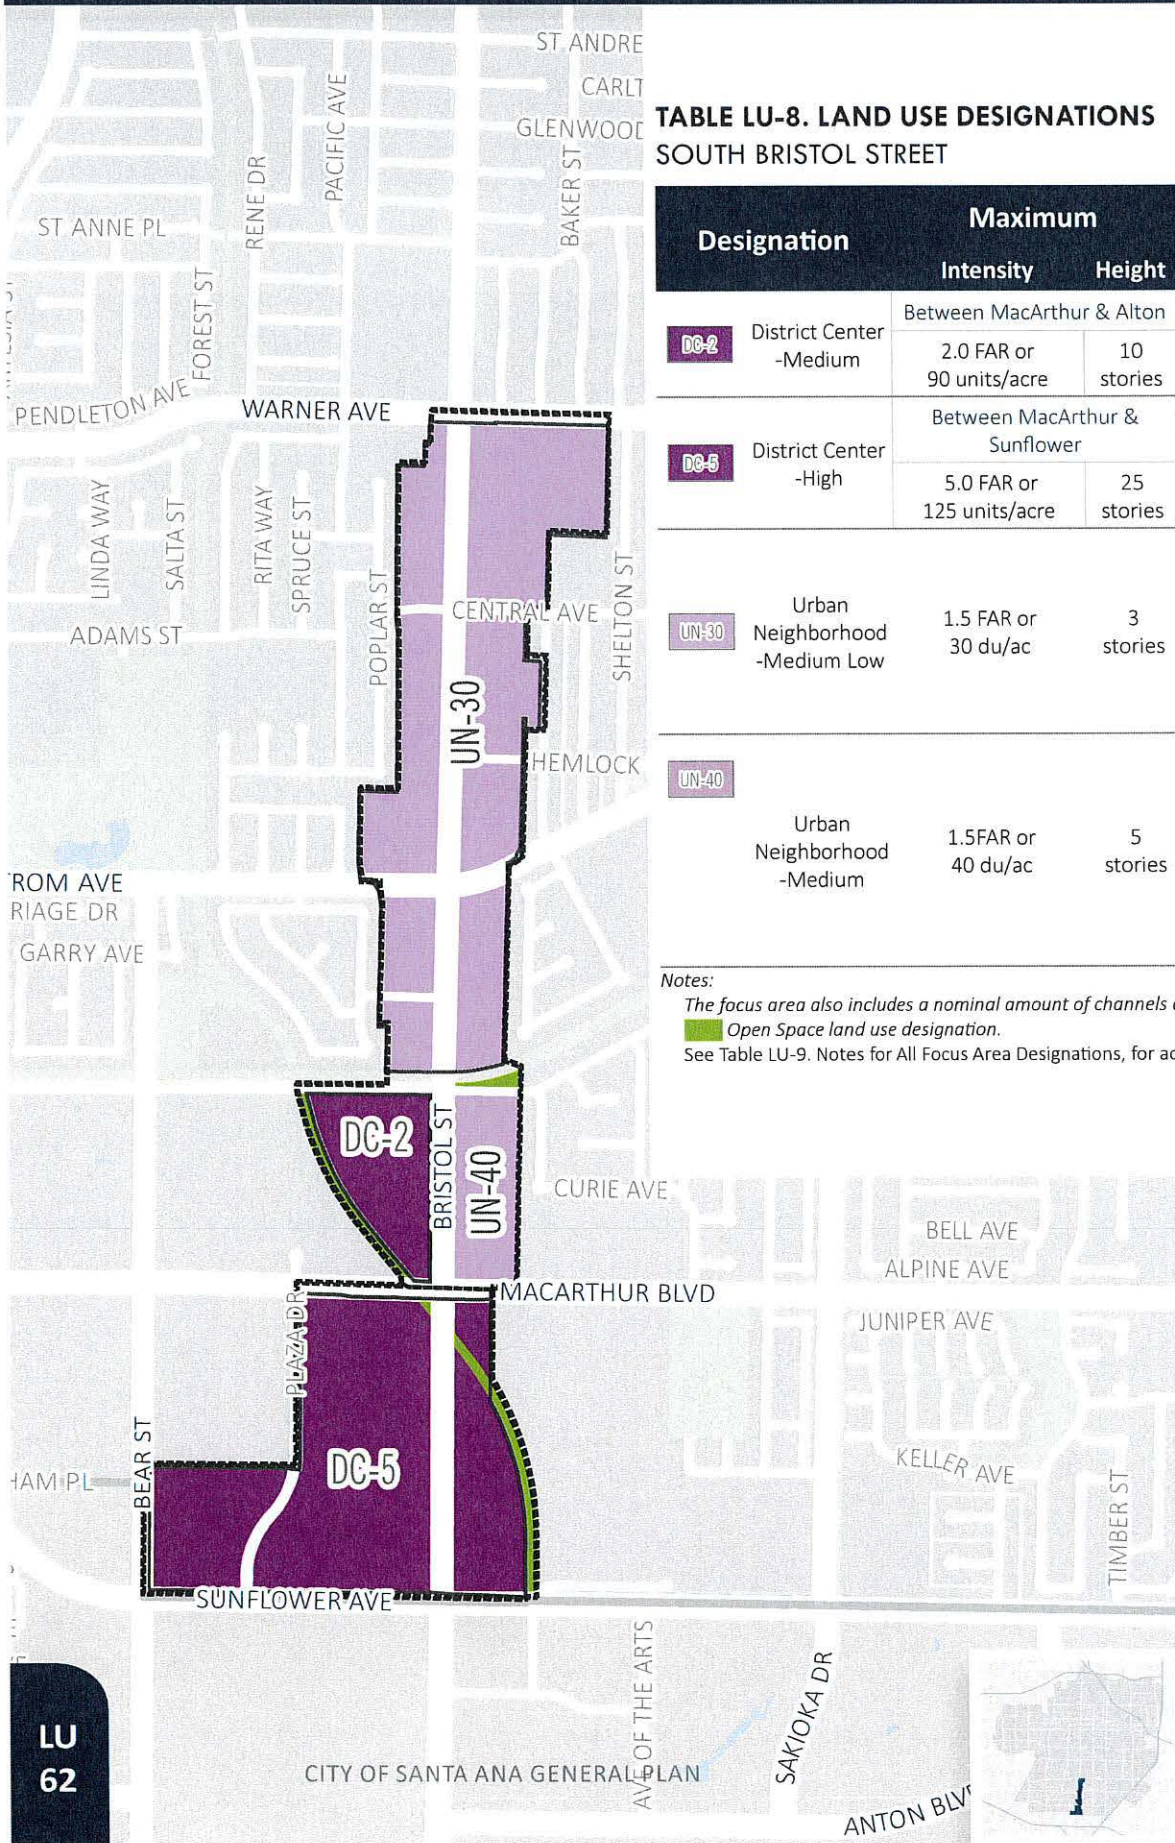 ST ANDRE
CARLT
GLENWOOD
PACIFIC AVE
RENE DR
BAKER ST
ST ANNE PL
FOREST ST
PENDLETON AVE
WARNER AVE
LINDA WAY
SALTA ST
RITA WAY
SPRUCE ST
POPLAR ST
CENTRAL AVE
SHELTON ST
ADAMS ST
UN-30
HEMLOCK
ROM AVE
RIAGE DR
GARRY AVE
DC-2
BRISTOL ST
UN-40
CURIE AVE
BELL AVE
ALPINE AVE
MACARTHUR BLVD
JUNIPER AVE
PLAZA DR
BEAR ST
HAM PL
DC-5
KELLER AVE
TIMBER ST
SUNFLOWER AVE
AVE OF THE ARTS
SAKIOKA DR
ANTON BLV
TABLE LU-8. LAND USE DESIGNATIONS
SOUTH BRISTOL STREET
Designation
Maximum
Intensity Height
DC-2
District Center
-Medium
Between MacArthur & Alton
2.0 FAR or
90 units/acre
10
stories
DC-5
District Center
-High
Between MacArthur &
Sunflower
5.0 FAR or
125 units/acre
25
stories
UN-30
Urban
Neighborhood
-Medium Low
1.5 FAR or
30 du/ac
3
stories
UN-40
Urban
Neighborhood
-Medium
1.5FAR or
40 du/ac
5
stories
Notes:
The focus area also includes a nominal amount of channels
Open Space land use designation.
See Table LU-9. Notes for All Focus Area Designations, for
LU
62
CITY OF SANTA ANA GENERAL PLAN